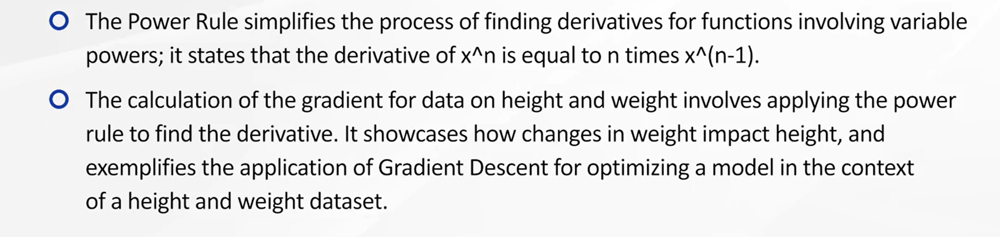 The Power Rule simplifies the process of finding derivatives for functions involving variable
powers; it states that the derivative of x^n is equal to n times x^(n-1).
The calculation of the gradient for data on height and weight involves applying the power
rule to find the derivative. It showcases how changes in weight impact height, and
exemplifies the application of Gradient Descent for optimizing a model in the context
of a height and weight dataset.